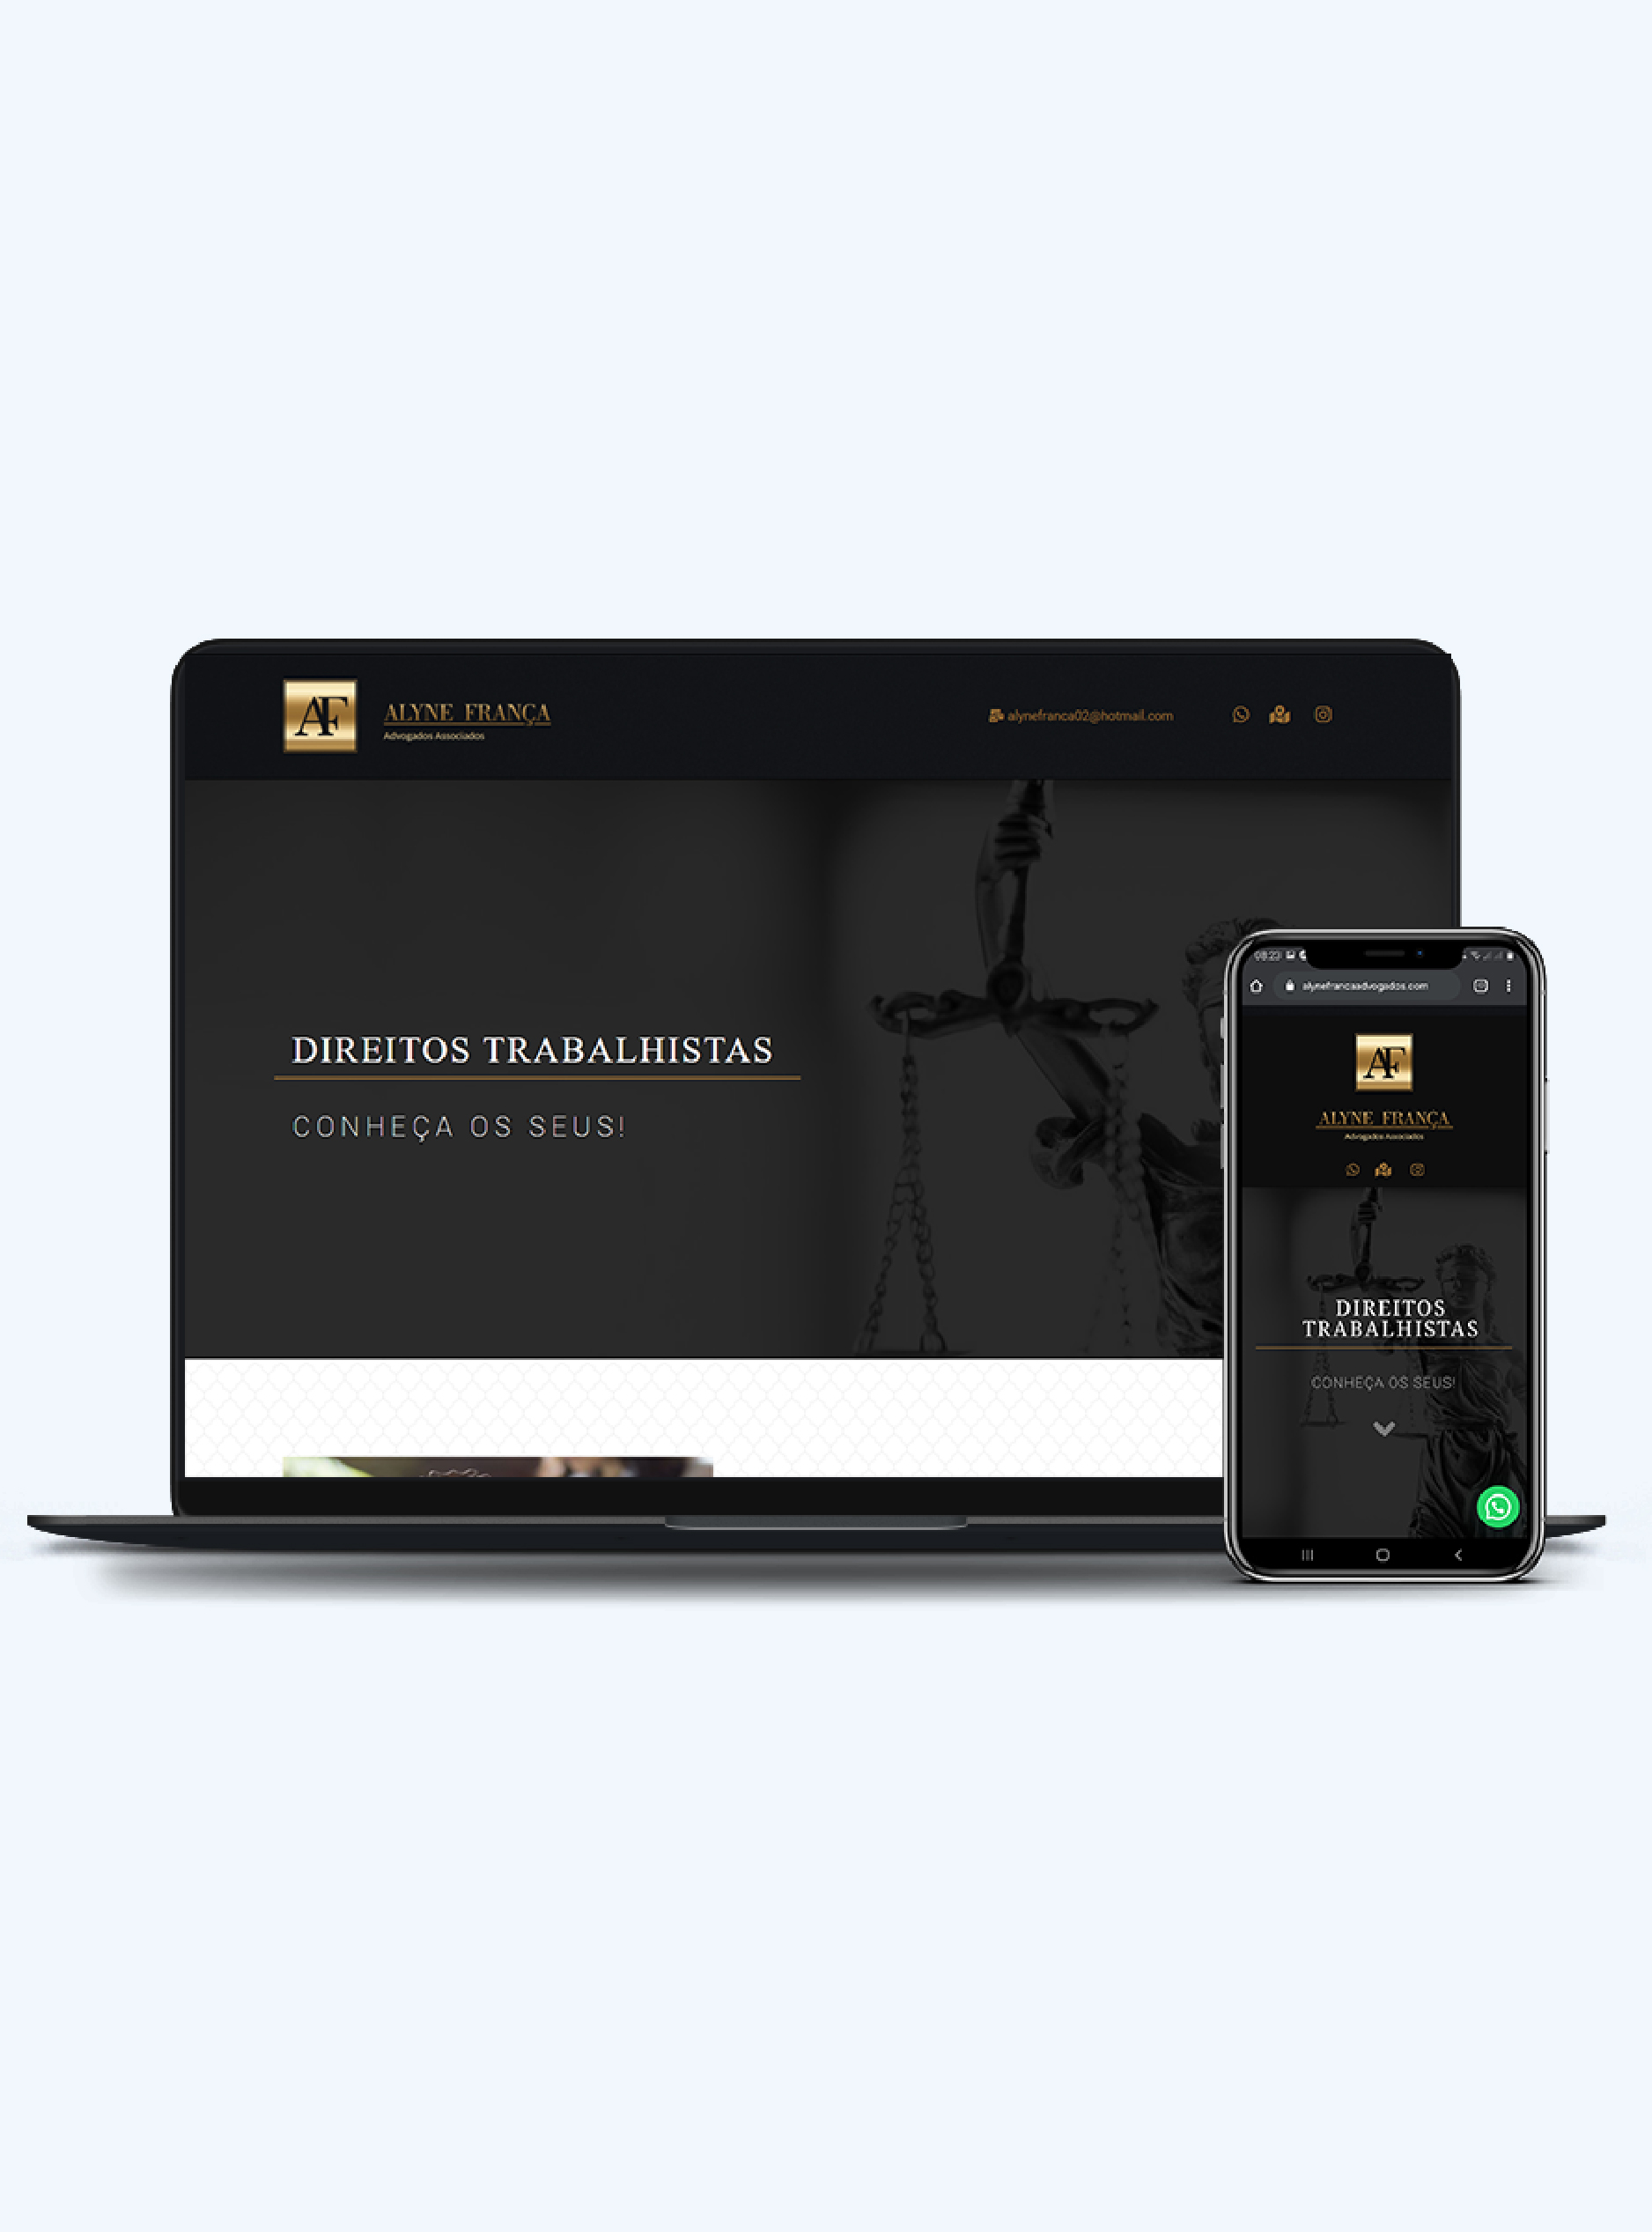 AF
ALYNE FRANÇA
Advogados Associados
alynefranca02@hotmail.com
DIREITOS TRABALHISTAS
CONHEÇA OS SEUS!
08:23
alynefrancaadvogados.com
AF
ALYNE FRANÇA
Advogados Associados
DIREITOS
TRABALHISTAS
CONHEÇA OS SEUS!